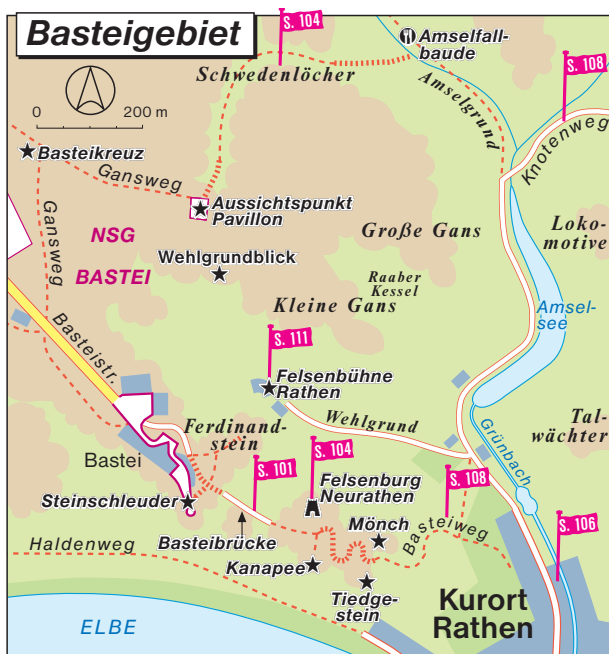 Basteigebiet
S. 104
Amselfall-
baude
S. 108
Schwedenlöcher
Amselgrund
0 200 m
Knotenweg
Basteikreuz
Gansweg
Aussichtspunkt
Pavillon
Gansweg
NSG
BASTEI
Große Gans
Loko-
motive
Wehlgrundblick
Raaber
Kessel
Kleine Gans
Amsel-
see
Basteistr.
S. 111
Felsenbühne
Rathen
Ferdinand-
stein
Wehlgrund
Tal-
wächter
Grünbach
Bastei
S. 101
S. 104
Felsenburg
Neurathen
S. 108
Steinschleuder
S. 106
Mönch
Basteiweg
Haldenweg
Basteibrücke
Kanapee
Tiedge-
stein
Kurort
Rathen
ELBE